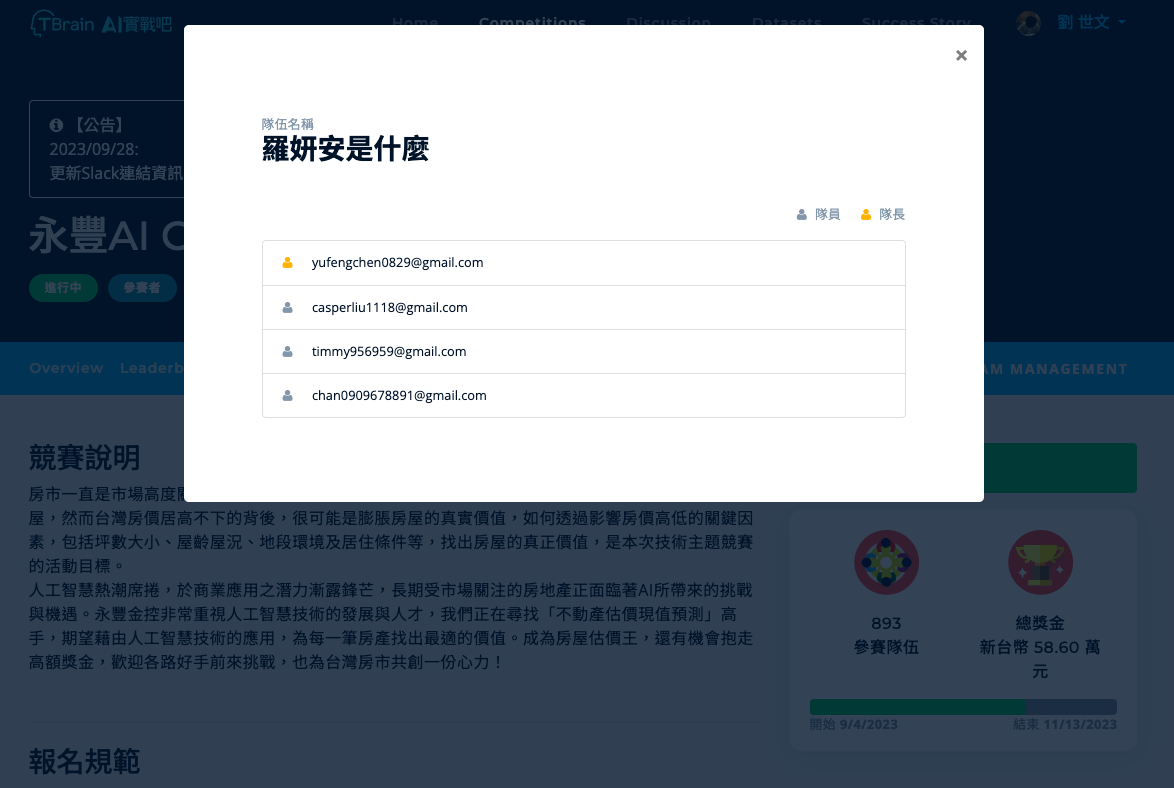 TBrain AI實戰吧
Home Competitions Discussion Datasets Success Story
劉 世文
×
【公告】
2023/09/28:
更新Slack連結資訊
隊伍名稱
羅妍安是什麼
隊員 隊長
yufengchen0829@gmail.com
casperliu1118@gmail.com
timmy956959@gmail.com
chan0909678891@gmail.com
永豐AI
進行中 參賽者
Overview Leaderb
AM MANAGEMENT
競賽說明
房市一直是市場高度
屋，然而台灣房價居高不下的背後，很可能是膨脹房屋的真實價值，如何透過影響房價高低的關鍵因
素，包括坪數大小、屋齡屋況、地段環境及居住條件等，找出房屋的真正價值，是本次技術主題競賽
的活動目標。
人工智慧熱潮席捲，於商業應用之潛力漸露鋒芒，長期受市場關注的房地產正面臨著AI所帶來的挑戰
與機遇。永豐金控非常重視人工智慧技術的發展與人才，我們正在尋找「不動產估價現值預測」高
手，期望藉由人工智慧技術的應用，為每一筆房產找出最適的價值。成為房屋估價王，還有機會抱走
高額獎金，歡迎各路好手前來挑戰，也為台灣房市共創一份心力！
893
參賽隊伍
總獎金
新台幣 58.60 萬
元
開始 9/4/2023
結束 11/13/2023
報名規範